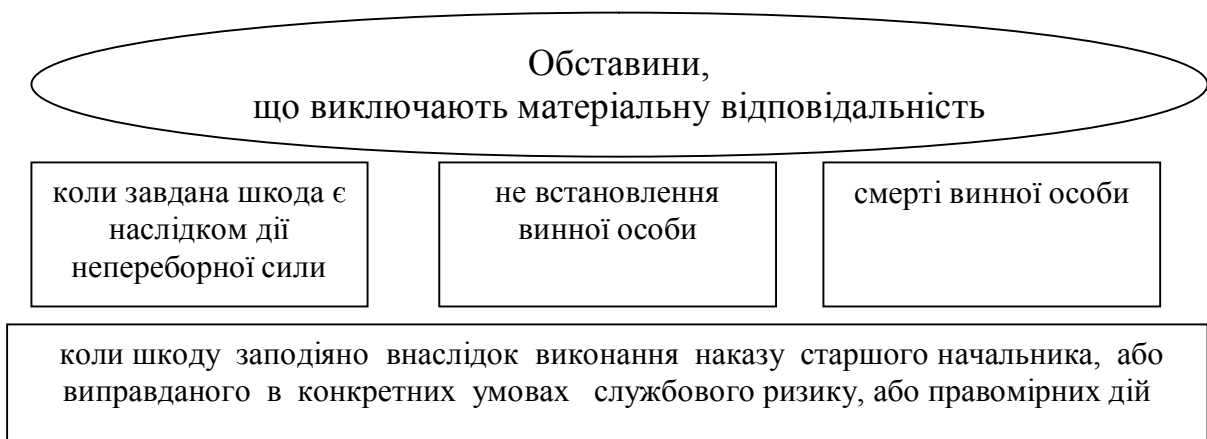 Обставини,
що виключають матеріальну відповідальність
коли завдана шкода є
наслідком дії
непереборної сили
не встановлення
винної особи
смерті винної особи
коли шкоду заподіяно внаслідок виконання наказу старшого начальника, або
виправданого в конкретних умовах службового ризику, або правомірних дій